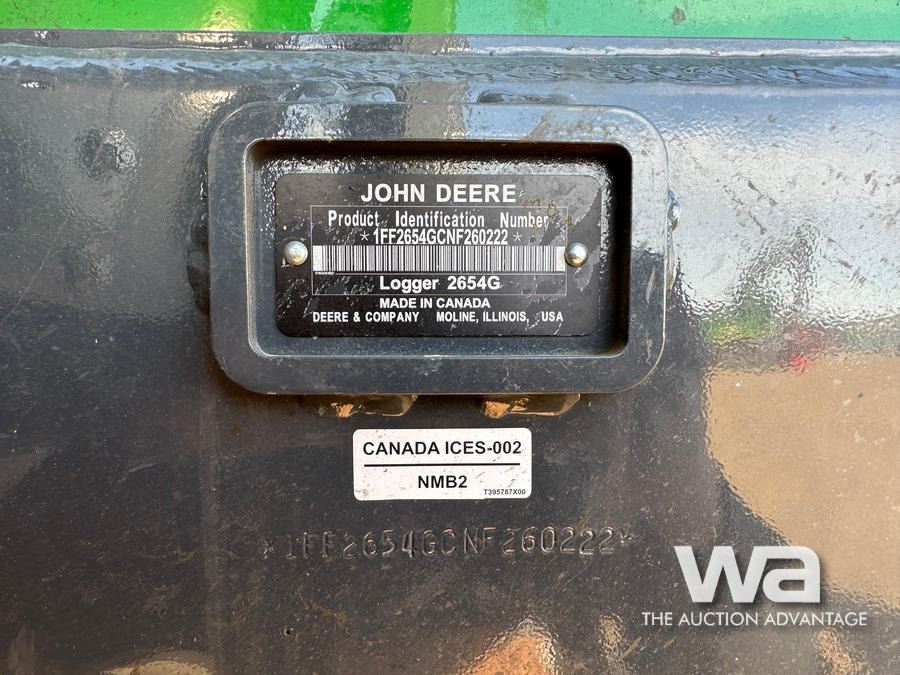 JOHN DEERE
Product Identification Number
*1FF2654GCNF260222*
Logger 2654G
MADE IN CANADA
DEERE & COMPANY MOLINE, ILLINOIS, USA
CANADA ICES-002
NMB2
T395787X00
*1FF2654GCNF260222*
wa
THE AUCTION ADVANTAGE